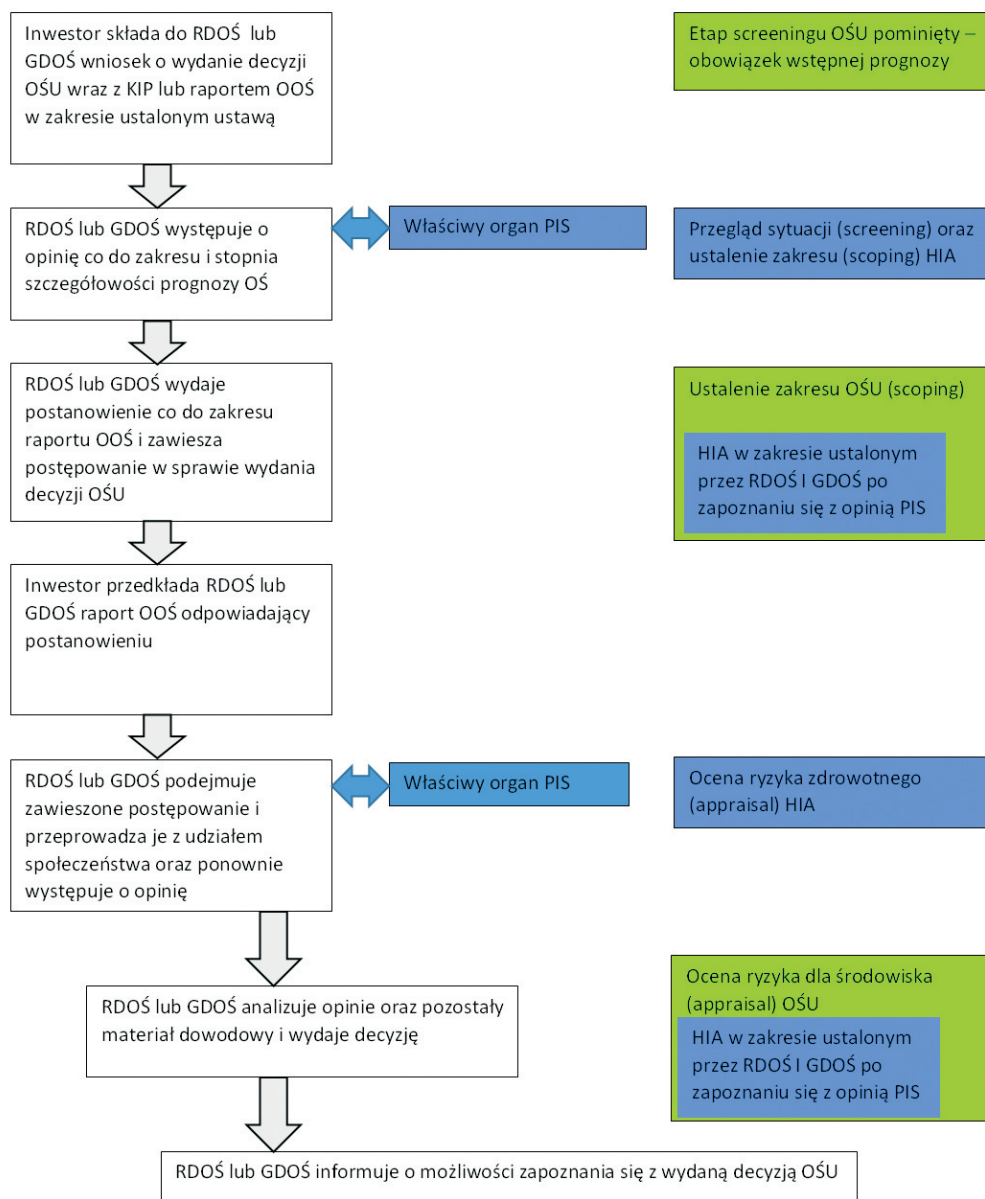 Inwestor składa do RDOŚ lub
GDOŚ wniosek o wydanie decyzji
OŚU wraz z KIP lub raportem OOŚ
w zakresie ustalonym ustawą
Etap screeningu OŚU pominięty –
obowiązek wstępnej prognozy
RDOŚ lub GDOŚ występuje o
opinię co do zakresu i stopnia
szczegółowości prognozy OŚ
Właściwy organ PIS
Przegląd sytuacji (screening) oraz
ustalenie zakresu (scoping) HIA
RDOŚ lub GDOŚ wydaje
postanowienie co do zakresu
raportu OOŚ i zawiesza
postępowanie w sprawie wydania
decyzji OŚU
Ustalenie zakresu OŚU (scoping)
HIA w zakresie ustalonym
przez RDOŚ I GDOŚ po
zapoznaniu się z opinią PIS
Inwestor przedkłada RDOŚ lub
GDOŚ raport OOŚ odpowiadający
postanowieniu
RDOŚ lub GDOŚ podejmuje
zawieszone postępowanie i
przeprowadza je z udziałem
społeczeństwa oraz ponownie
występuje o opinię
Właściwy organ PIS
Ocena ryzyka zdrowotnego
(appraisal) HIA
RDOŚ lub GDOŚ analizuje opinie oraz pozostały
materiał dowodowy i wydaje decyzję
Ocena ryzyka dla środowiska
(appraisal) OŚU
HIA w zakresie ustalonym
przez RDOŚ I GDOŚ po
zapoznaniu się z opinią PIS
RDOŚ lub GDOŚ informuje o możliwości zapoznania się z wydaną decyzją OŚU